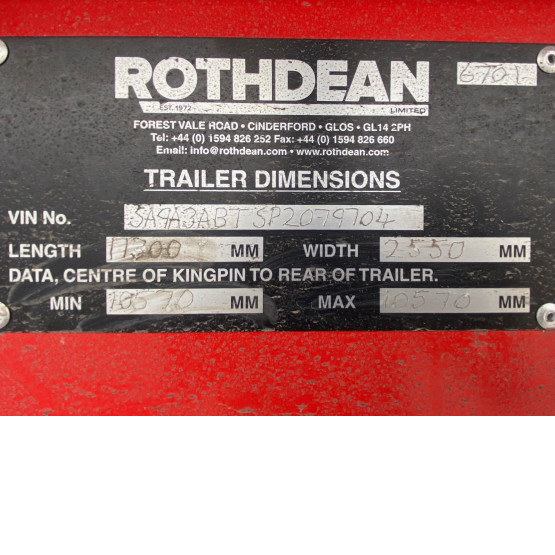 ROTHDEAN
EST. 1972
LIMITED
FOREST VALE ROAD • CINDERFORD • GLOS • GL14 2PH
Tel: +44 (0) 1594 826 252 Fax: +44 (0) 1594 826 660
Email: info@rothdean.com • www.rothdean.com
TRAILER DIMENSIONS
VIN No. SA9A3ABTSP2079704
LENGTH 11300 MM WIDTH 2550 MM
DATA, CENTRE OF KINGPIN TO REAR OF TRAILER.
MIN 10570 MM MAX 10570 MM